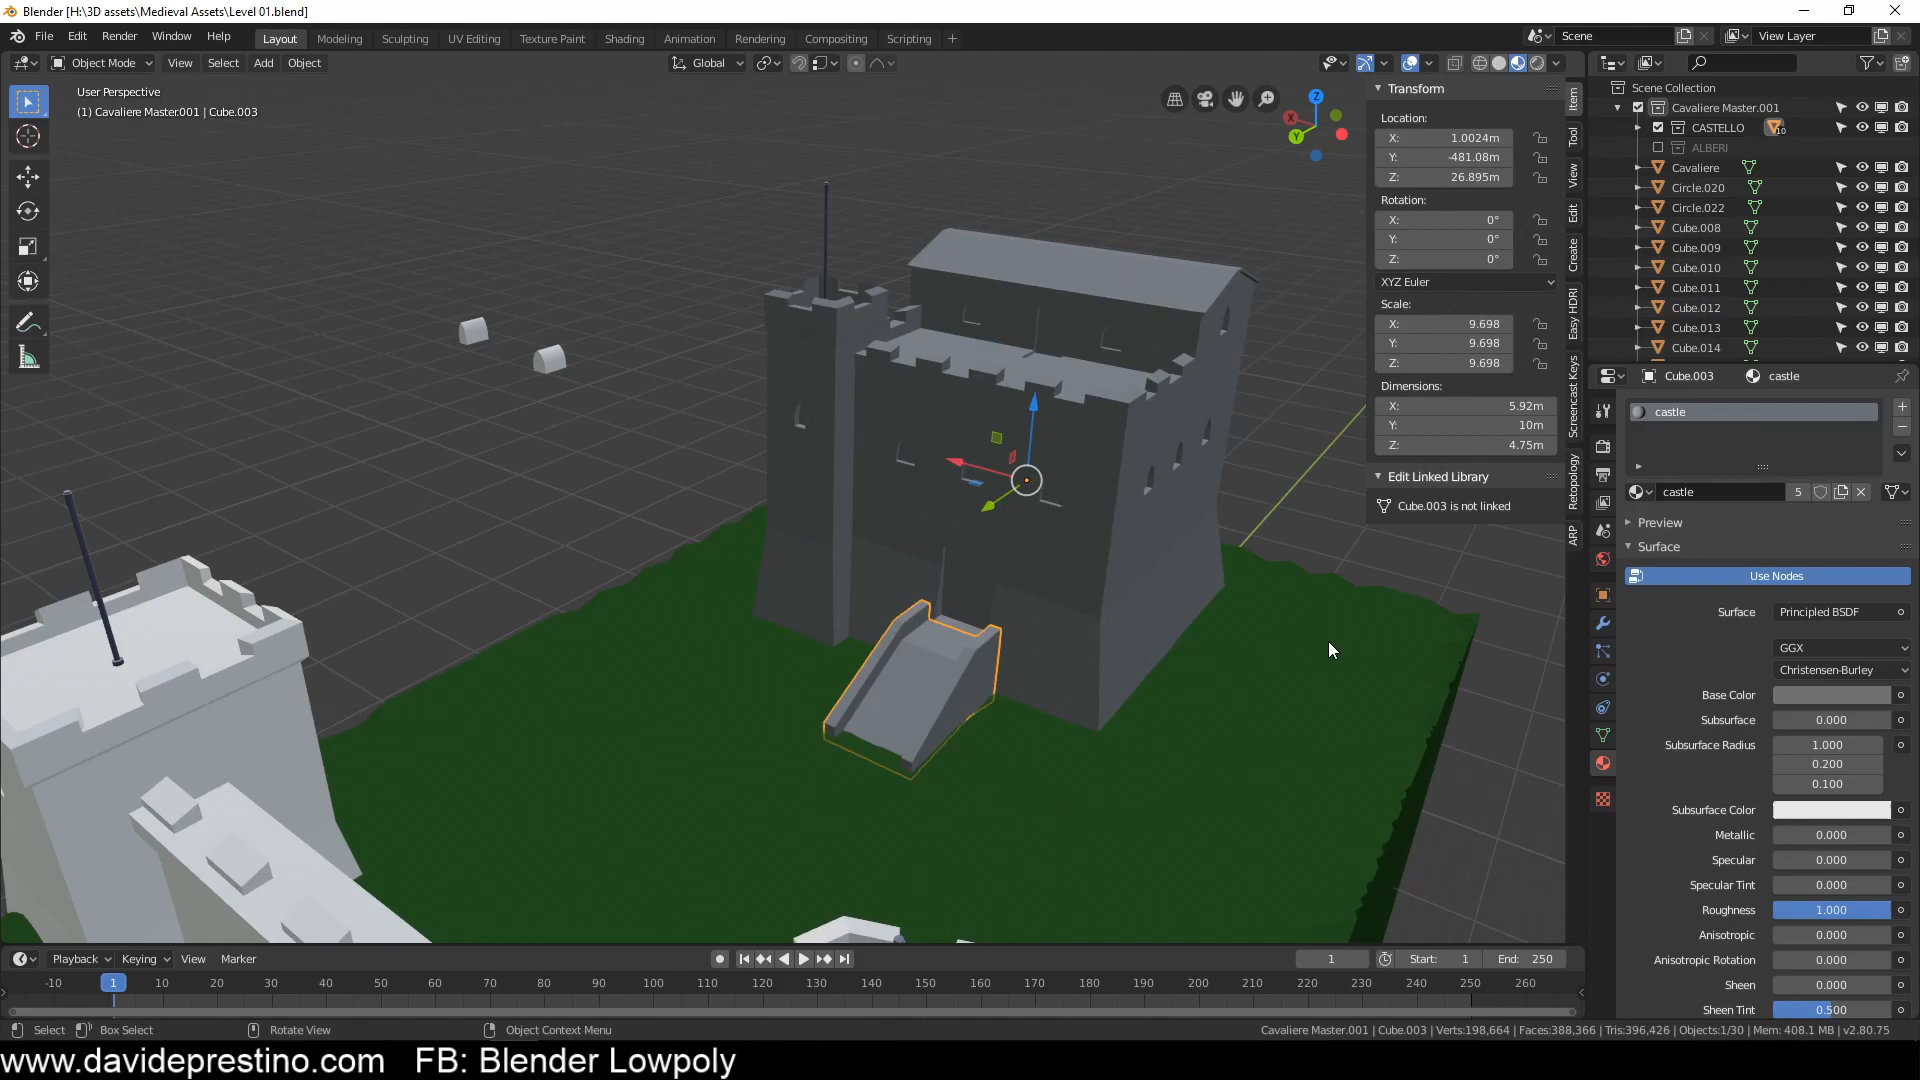 Blender [H:\3D assets\Medieval Assets\Level 01.blend]
File Edit Render Window Help Layout Modeling Sculpting UV Editing Texture Paint Shading Animation Rendering Compositing Scripting + Scene View Layer
Object Mode View Select Add Object Global
User Perspective
(1) Cavaliere Master.001 | Cube.003
Z
X
Y
Transform
Location:
X: 1.0024m
Y: -481.08m
Z: 26.895m
Rotation:
X: 0°
Y: 0°
Z: 0°
XYZ Euler
Scale:
X: 9.698
Y: 9.698
Z: 9.698
Dimensions:
X: 5.92m
Y: 10m
Z: 4.75m
Edit Linked Library
Cube.003 is not linked
Item
Tool
View
Edit
Create
Easy HDRI
Screencast Keys
Retopology
ARP
Scene Collection
Cavaliere Master.001
CASTELLO 10
ALBERI
Cavaliere
Circle.020
Circle.022
Cube.008
Cube.009
Cube.010
Cube.011
Cube.012
Cube.013
Cube.014
Cube.003 castle
castle
castle 5
Preview
Surface
Use Nodes
Surface Principled BSDF
GGX
Christensen-Burley
Base Color
Subsurface 0.000
Subsurface Radius 1.000
0.200
0.100
Subsurface Color
Metallic 0.000
Specular 0.000
Specular Tint 0.000
Roughness 1.000
Anisotropic 0.000
Anisotropic Rotation 0.000
Sheen 0.000
Sheen Tint 0.500
Playback Keying View Marker 1 Start: 1 End: 250
-10 1 10 20 30 40 50 60 70 80 90 100 110 120 130 140 150 160 170 180 190 200 210 220 230 240 250 260
Select Box Select Rotate View Object Context Menu Cavaliere Master.001 | Cube.003 | Verts:198,664 | Faces:388,366 | Tris:396,426 | Objects:1/30 | Mem: 408.1 MB | v2.80.75
www.davideprestino.com FB: Blender Lowpoly